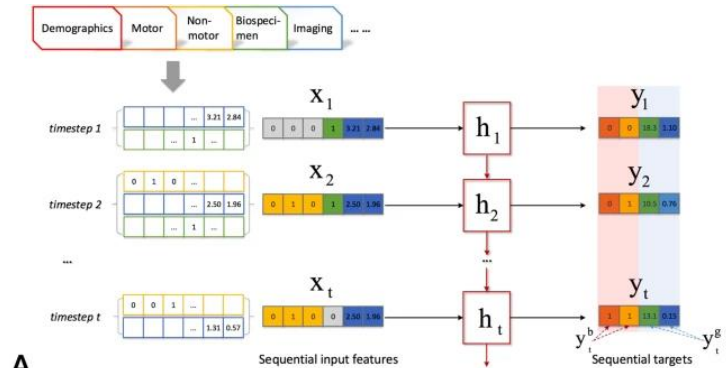 Demographics Motor Non-motor Biospeci-men Imaging ... ...
x₁ y₁
timestep 1 ... 3.21 2.84 0 0 0 1 3.21 2.84 h₁ 0 0 18.3 1.10
... 1 ...
x₂ y₂
0 1 0 ...
timestep 2 ... 2.50 1.96 0 1 0 1 2.50 1.96 h₂ 0 1 0.76
... 1 ...
... ...
xₜ yₜ
0 0 1 ...
timestep t ... 1.31 0.57 0 1 0 0 2.50 1.96 hₜ 1 1 13.1 0.15
yₜᵇ yₜᵍ
A Sequential input features Sequential targets